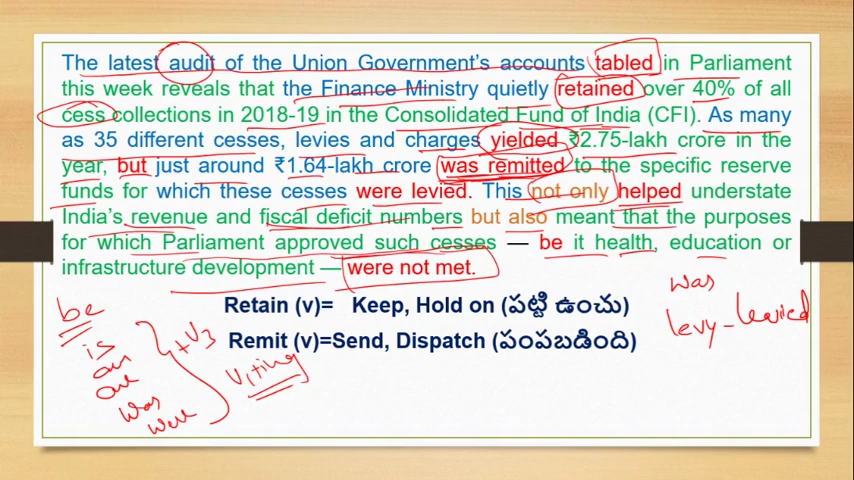 The latest audit of the Union Government's accounts tabled in Parliament
this week reveals that the Finance Ministry quietly retained over 40% of all
cess collections in 2018-19 in the Consolidated Fund of India (CFI). As many
as 35 different cesses, levies and charges yielded ₹2.75-lakh crore in the
year, but just around ₹1.64-lakh crore was remitted to the specific reserve
funds for which these cesses were levied. This not only helped understate
India's revenue and fiscal deficit numbers but also meant that the purposes
for which Parliament approved such cesses — be it health, education or
infrastructure development — were not met.
Retain (v)= Keep, Hold on (పట్టి ఉంచు)
Remit (v)=Send, Dispatch (పంపబడింది)
was
levy - levied
be
is
am
are
was
were
+V3
V1+ing